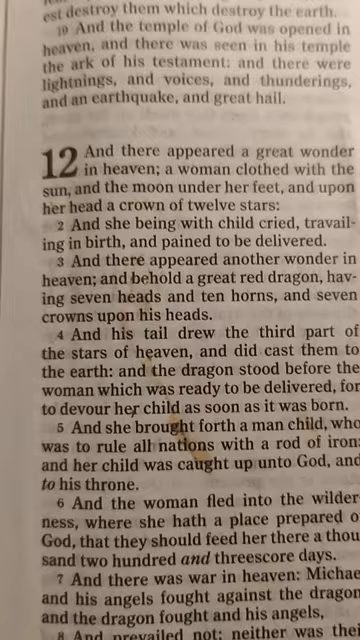 est destroy them which destroy the earth.
19 And the temple of God was opened in
heaven, and there was seen in his temple
the ark of his testament: and there were
lightnings, and voices, and thunderings,
and an earthquake, and great hail.
12 And there appeared a great wonder
in heaven; a woman clothed with the
sun, and the moon under her feet, and upon
her head a crown of twelve stars:
2 And she being with child cried, travail-
ing in birth, and pained to be delivered.
3 And there appeared another wonder in
heaven; and behold a great red dragon, hav-
ing seven heads and ten horns, and seven
crowns upon his heads.
4 And his tail drew the third part of
the stars of heaven, and did cast them to
the earth: and the dragon stood before the
woman which was ready to be delivered, for
to devour her child as soon as it was born.
5 And she brought forth a man child, who
was to rule all nations with a rod of iron:
and her child was caught up unto God, and
to his throne.
6 And the woman fled into the wilder
ness, where she hath a place prepared o
God, that they should feed her there a thou
sand two hundred and threescore days.
7 And there was war in heaven: Michae
and his angels fought against the dragon
and the dragon fought and his angels,
8 And prevailed not; neither was thei